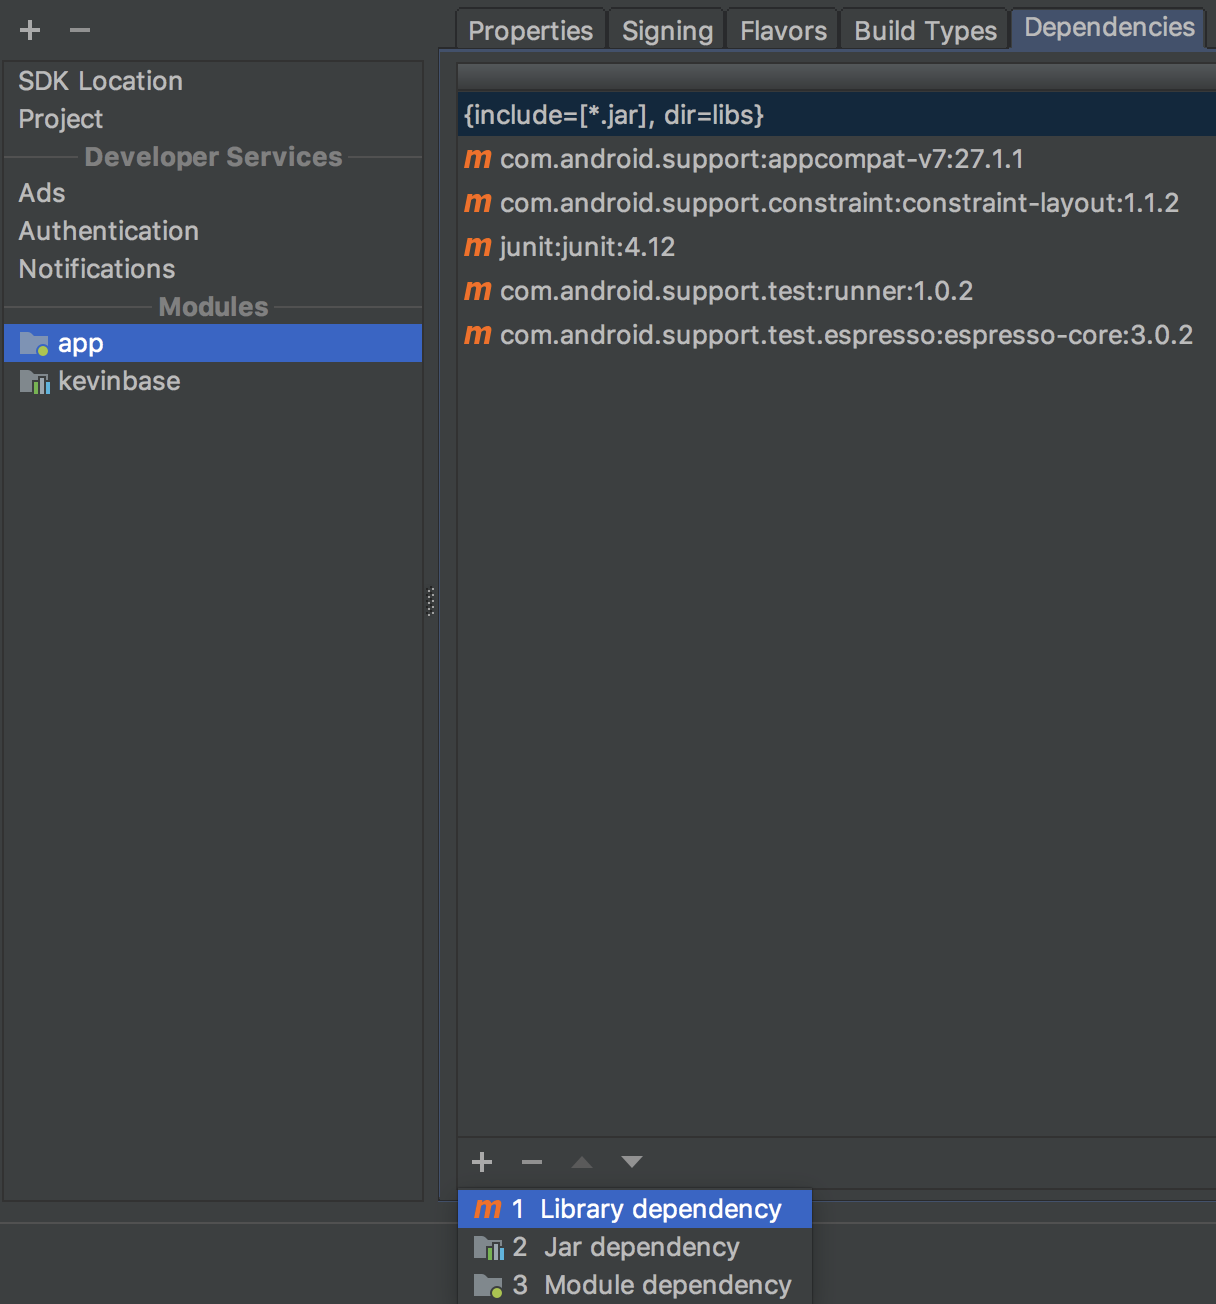 SDK Location
Project
Developer Services
Ads
Authentication
Notifications
Modules
app
kevinbase
Properties
Signing
Flavors
Build Types
Dependencies
{include=[*.jar], dir=libs}
m com.android.support:appcompat-v7:27.1.1
m com.android.support.constraint:constraint-layout:1.1.2
m junit:junit:4.12
m com.android.support.test:runner:1.0.2
m com.android.support.test.espresso:espresso-core:3.0.2
m 1 Library dependency
2 Jar dependency
3 Module dependency